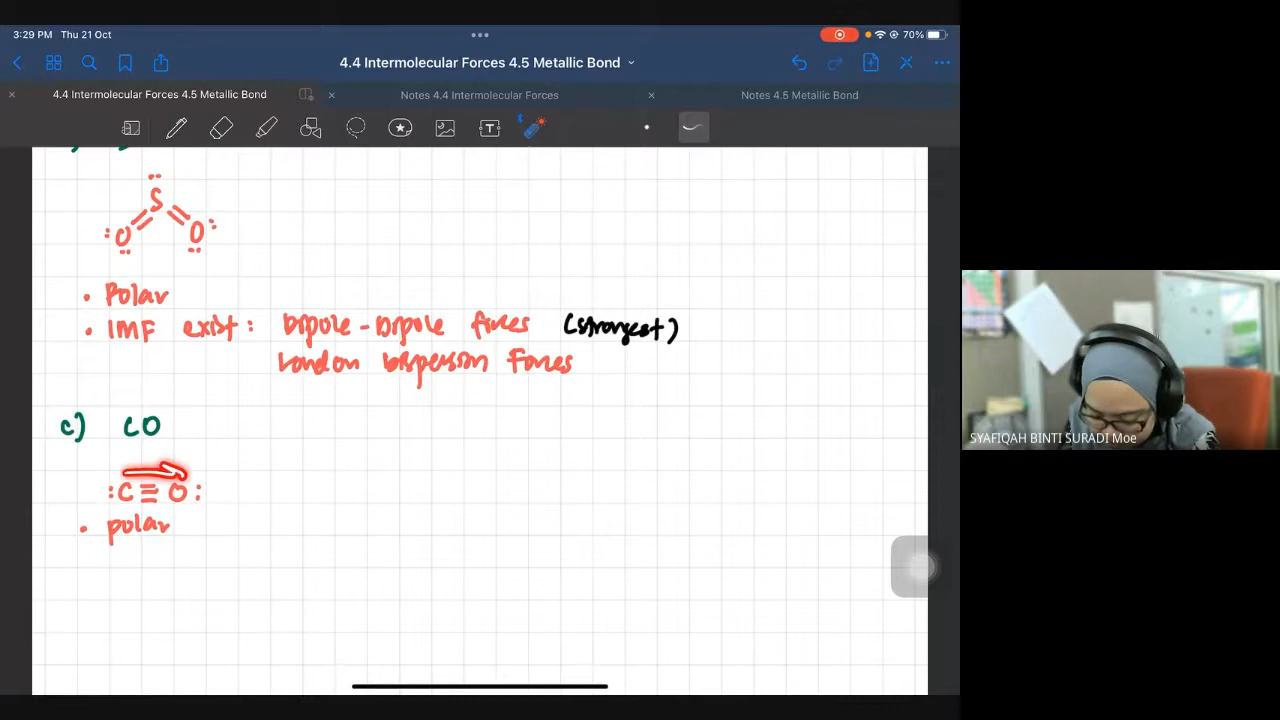 3:29 PM Thu 21 Oct
70%
4.4 Intermolecular Forces 4.5 Metallic Bond
4.4 Intermolecular Forces 4.5 Metallic Bond
Notes 4.4 Intermolecular Forces
Notes 4.5 Metallic Bond
S
O O
• Polar
• IMF exist : Dipole - Dipole forces (strongest)
London Dispersion Forces
c) CO
:C≡O:
• polar
SYAFIQAH BINTI SURADI Moe